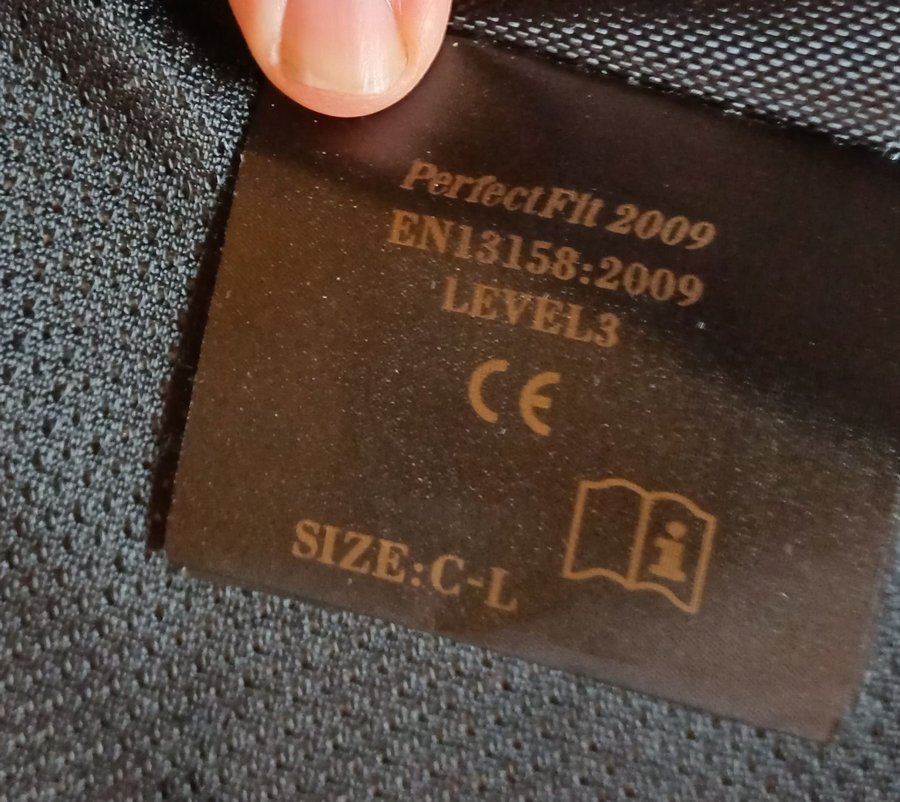 PerfectFit 2009
EN13158:2009
LEVEL3
CE
SIZE:C-L
i